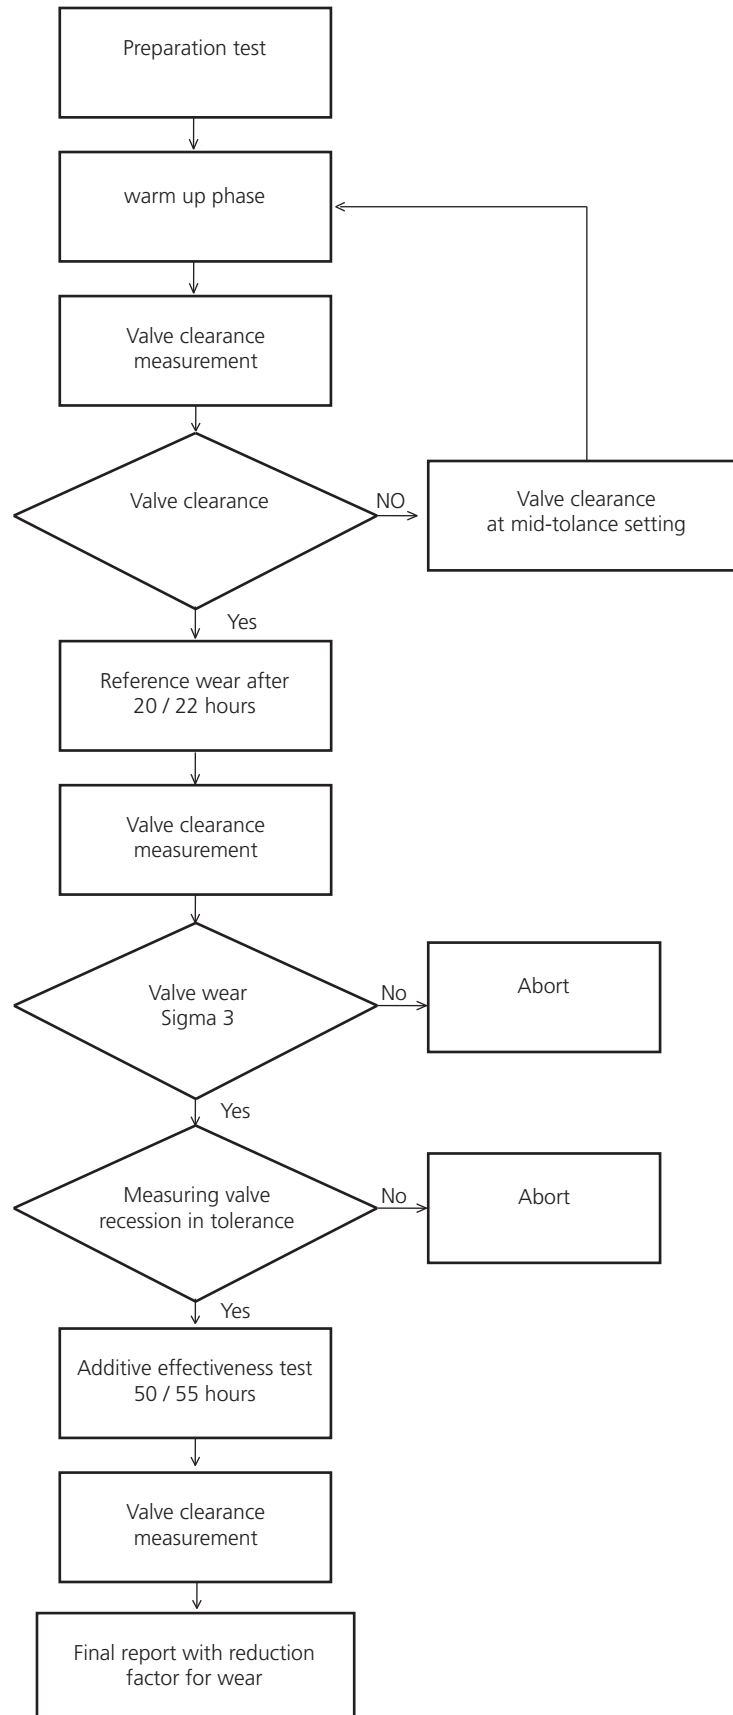 Preparation test
warm up phase
Valve clearance
measurement
Valve clearance
NO
Valve clearance
at mid-tolance setting
Yes
Reference wear after
20 / 22 hours
Valve clearance
measurement
Valve wear
Sigma 3
No
Abort
Yes
Measuring valve
recession in tolerance
No
Abort
Yes
Additive effectiveness test
50 / 55 hours
Valve clearance
measurement
Final report with reduction
factor for wear